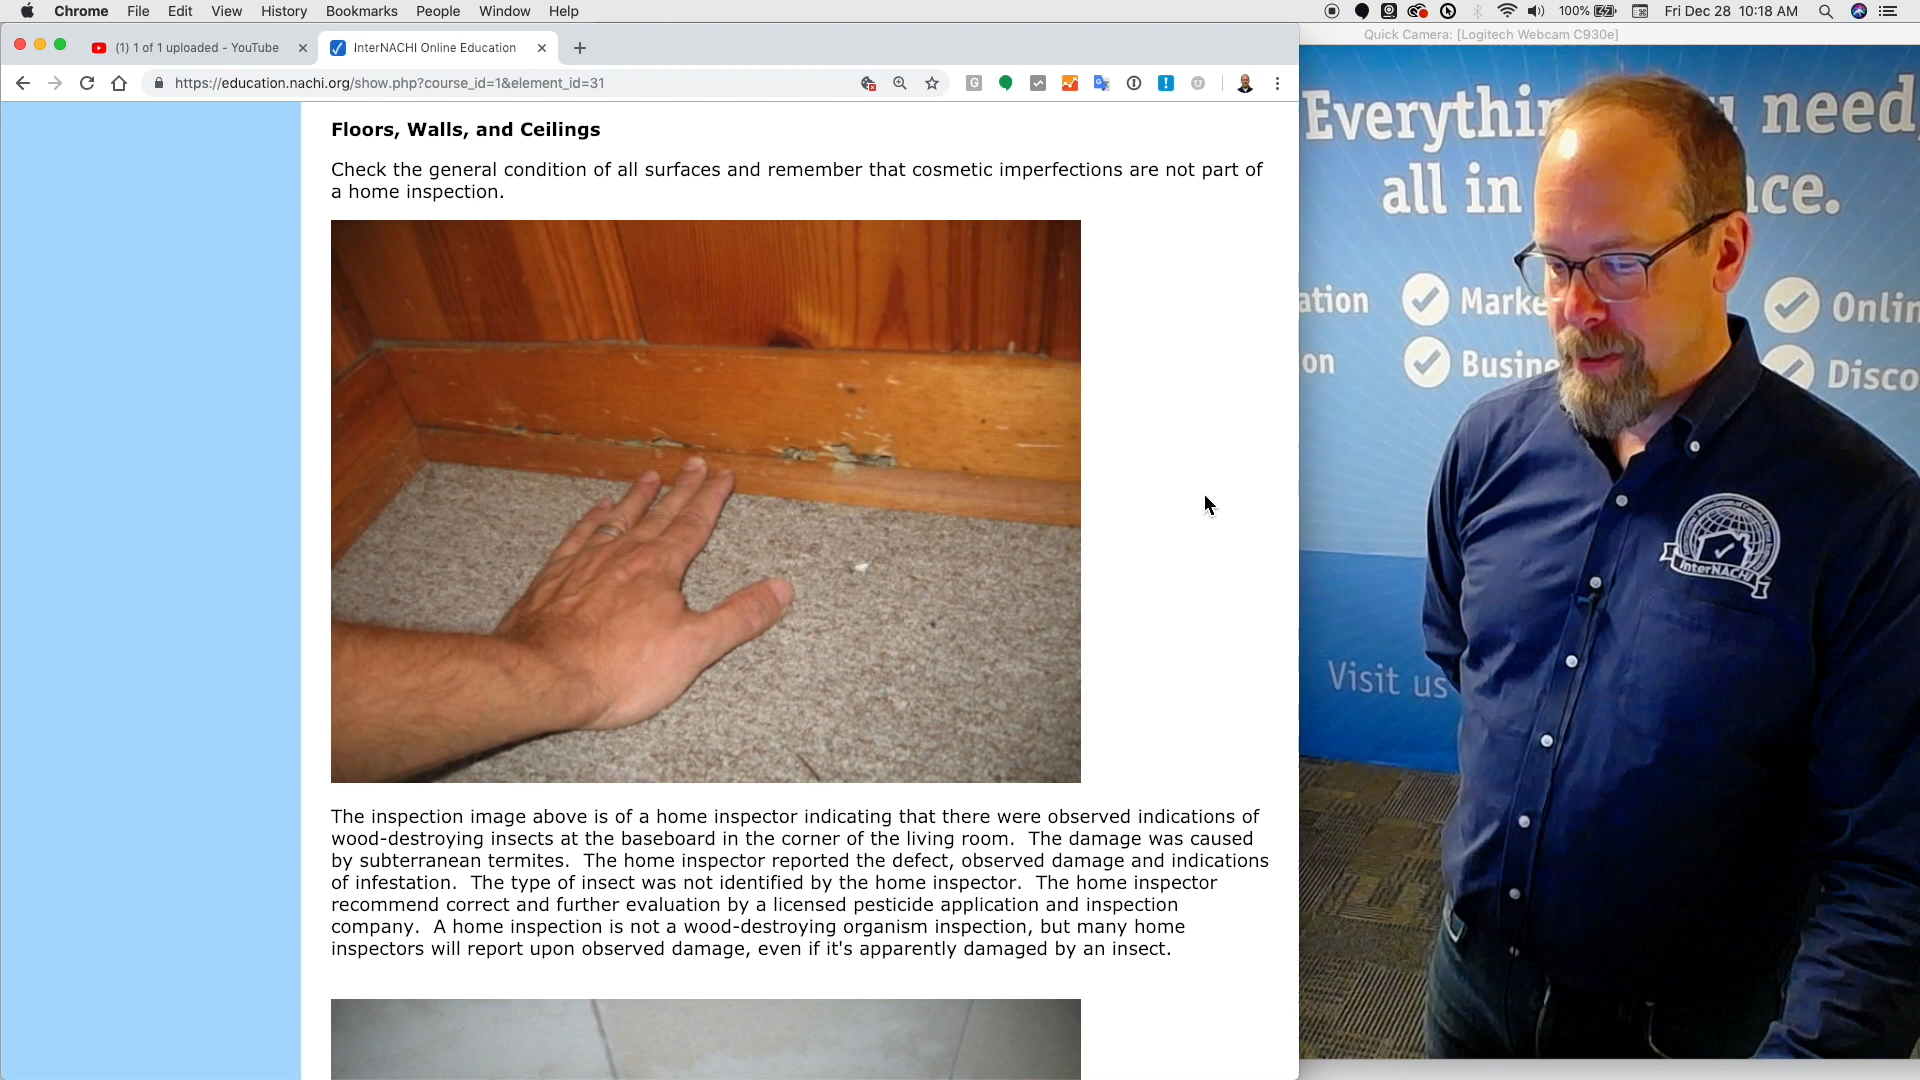 Chrome File Edit View History Bookmarks People Window Help
100% Fri Dec 28 10:18 AM
Quick Camera: [Logitech Webcam C930e]
(1) 1 of 1 uploaded - YouTube
InterNACHI Online Education
https://education.nachi.org/show.php?course_id=1&element_id=31
Floors, Walls, and Ceilings
Check the general condition of all surfaces and remember that cosmetic imperfections are not part of
a home inspection.
The inspection image above is of a home inspector indicating that there were observed indications of
wood-destroying insects at the baseboard in the corner of the living room. The damage was caused
by subterranean termites. The home inspector reported the defect, observed damage and indications
of infestation. The type of insect was not identified by the home inspector. The home inspector
recommend correct and further evaluation by a licensed pesticide application and inspection
company. A home inspection is not a wood-destroying organism inspection, but many home
inspectors will report upon observed damage, even if it's apparently damaged by an insect.
need,
all in
ation
on
Visit us
InterNACHI